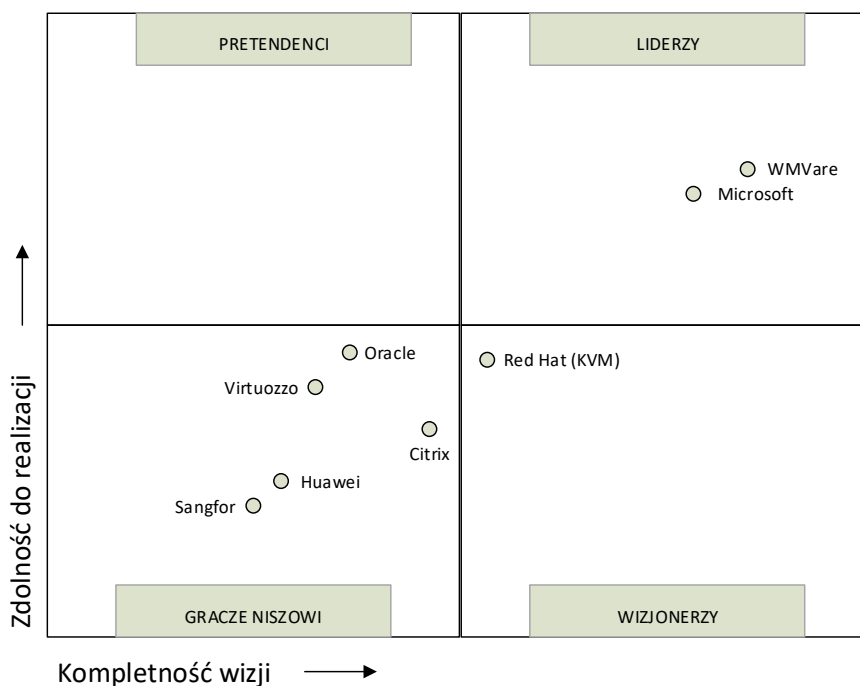 PRETENDENCI
LIDERZY
WMVare
Microsoft
Oracle
Red Hat (KVM)
Virtuozzo
Citrix
Huawei
Sangfor
GRACZE NISZOWI
WIZJONERZY
Zdolność do realizacji
Kompletność wizji